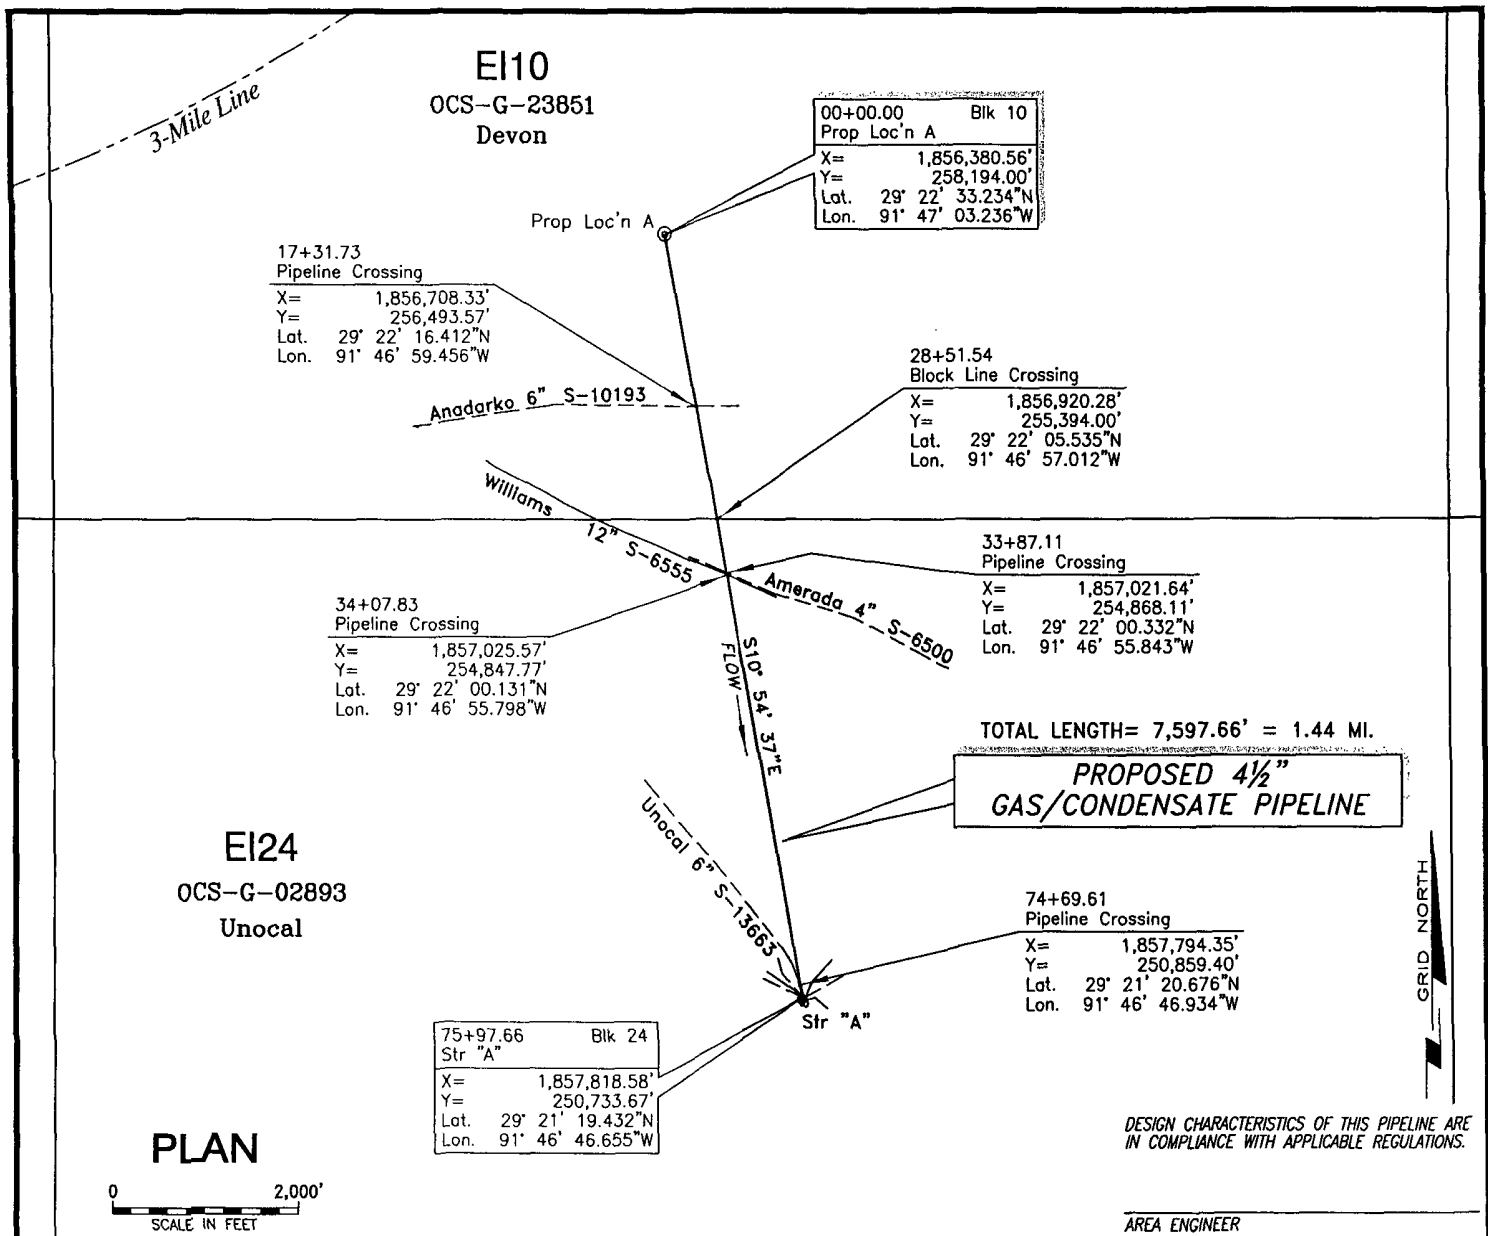 3-Mile Line
EI10
OCS-G-23851
Devon
00+00.00 Blk 10
Prop Loc'n A
X= 1,856,380.56'
Y= 258,194.00'
Lat. 29° 22' 33.234"N
Lon. 91° 47' 03.236"W
Prop Loc'n A
17+31.73
Pipeline Crossing
X= 1,856,708.33'
Y= 256,493.57'
Lat. 29° 22' 16.412"N
Lon. 91° 46' 59.456"W
Anadarko 6" S-10193
28+51.54
Block Line Crossing
X= 1,856,920.28'
Y= 255,394.00'
Lat. 29° 22' 05.535"N
Lon. 91° 46' 57.012"W
Williams 12" S-6555
33+87.11
Pipeline Crossing
X= 1,857,021.64'
Y= 254,868.11'
Lat. 29° 22' 00.332"N
Lon. 91° 46' 55.843"W
Amerada 4" S-6500
34+07.83
Pipeline Crossing
X= 1,857,025.57'
Y= 254,847.77'
Lat. 29° 22' 00.131"N
Lon. 91° 46' 55.798"W
S10° 54' 37"E
FLOW
TOTAL LENGTH= 7,597.66' = 1.44 MI.
PROPOSED 4½"
GAS/CONDENSATE PIPELINE
Unocal 6" S-13663
EI24
OCS-G-02893
Unocal
74+69.61
Pipeline Crossing
X= 1,857,794.35'
Y= 250,859.40'
Lat. 29° 21' 20.676"N
Lon. 91° 46' 46.934"W
GRID NORTH
Str "A"
75+97.66 Blk 24
Str "A"
X= 1,857,818.58'
Y= 250,733.67'
Lat. 29° 21' 19.432"N
Lon. 91° 46' 46.655"W
PLAN
0 2,000'
SCALE IN FEET
DESIGN CHARACTERISTICS OF THIS PIPELINE ARE
IN COMPLIANCE WITH APPLICABLE REGULATIONS.
AREA ENGINEER